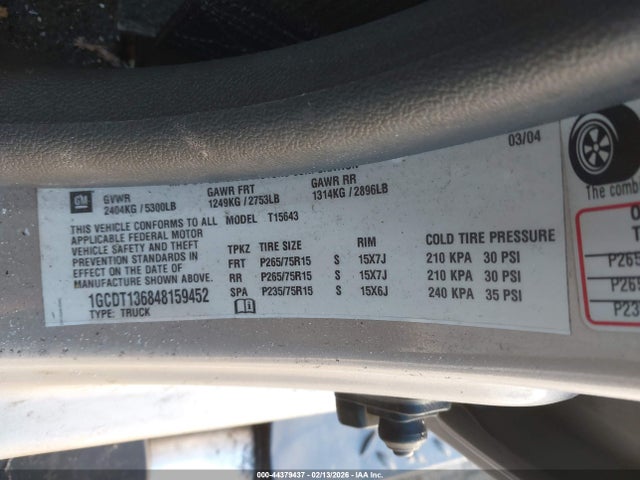 03/04
GM
GVWR GAWR FRT GAWR RR
2404KG / 5300LB 1249KG / 2753LB 1314KG / 2896LB
THIS VEHICLE CONFORMS TO ALL MODEL T15643
APPLICABLE FEDERAL MOTOR
VEHICLE SAFETY AND THEFT
PREVENTION STANDARDS IN
EFFECT ON THE DATE OF
MANUFACTURE SHOWN ABOVE.
1GCDT136848159452
TYPE: TRUCK
TPKZ TIRE SIZE RIM COLD TIRE PRESSURE
FRT P265/75R15 S 15X7J 210 KPA 30 PSI
RR P265/75R15 S 15X7J 210 KPA 30 PSI
SPA P235/75R15 S 15X6J 240 KPA 35 PSI
The comb
P265
P265
P23
000-44379437 - 02/13/2026 - IAA Inc.